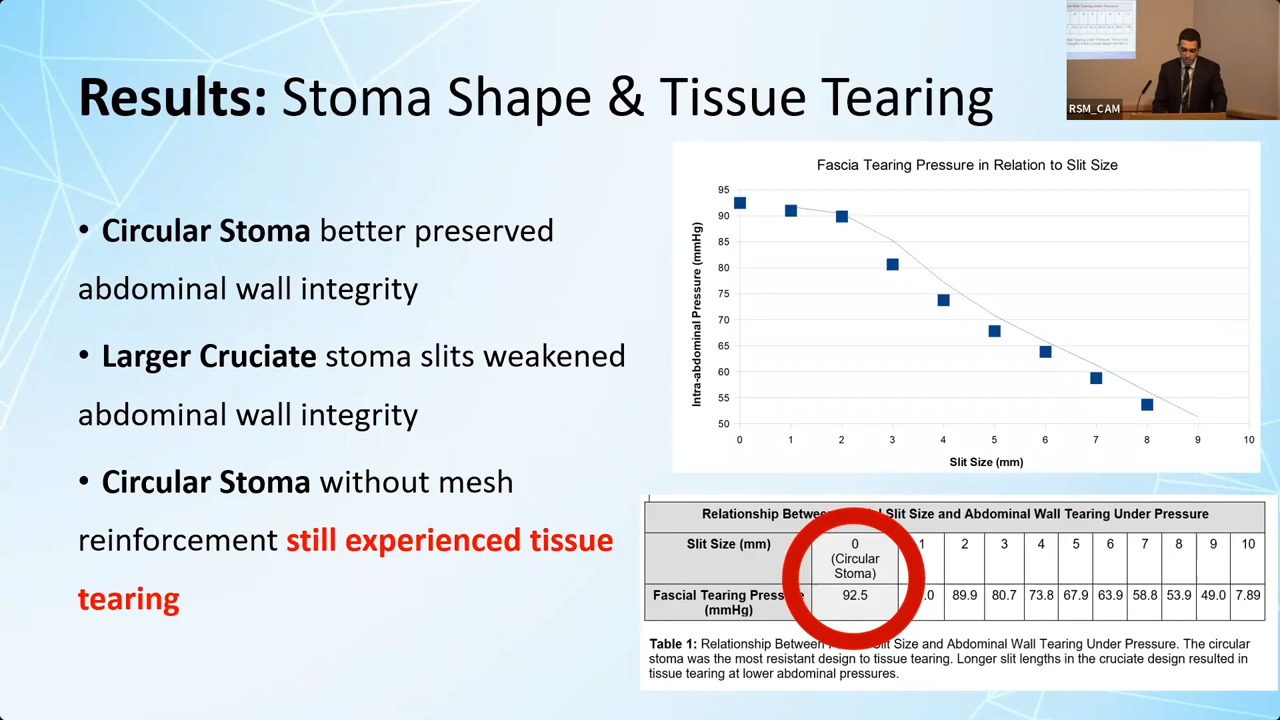 Results: Stoma Shape & Tissue Tearing
RSM_CAM
• Circular Stoma better preserved
abdominal wall integrity
• Larger Cruciate stoma slits weakened
abdominal wall integrity
• Circular Stoma without mesh
reinforcement still experienced tissue
tearing
Fascia Tearing Pressure in Relation to Slit Size
Intra-abdominal Pressure (mmHg)
95
90
85
80
75
70
65
60
55
50
0 1 2 3 4 5 6 7 8 9 10
Slit Size (mm)
Relationship Between Slit Size and Abdominal Wall Tearing Under Pressure
Slit Size (mm) 0 1 2 3 4 5 6 7 8 9 10
(Circular
Stoma)
Fascial Tearing Pressure 92.5 .0 89.9 80.7 73.8 67.9 63.9 58.8 53.9 49.0 7.89
(mmHg)
Table 1: Relationship Between Slit Size and Abdominal Wall Tearing Under Pressure. The circular
stoma was the most resistant design to tissue tearing. Longer slit lengths in the cruciate design resulted in
tissue tearing at lower abdominal pressures.